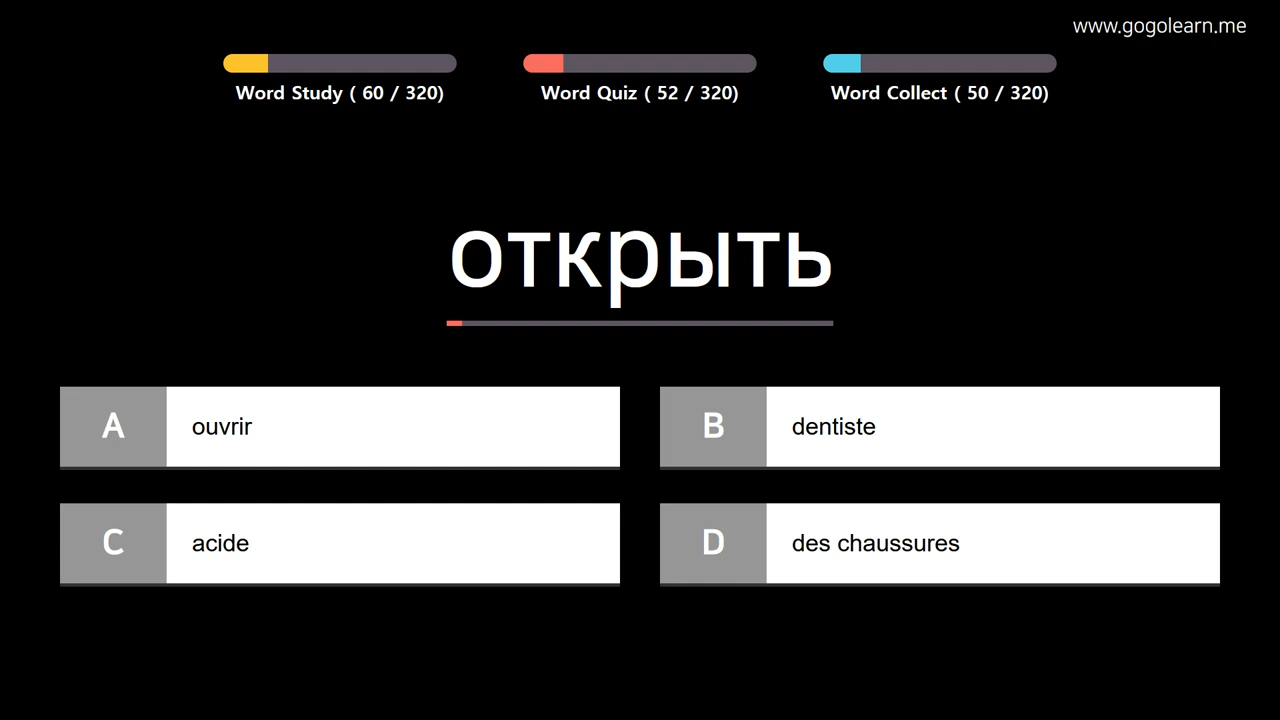 www.gogolearn.me
Word Study ( 60 / 320)
Word Quiz ( 52 / 320)
Word Collect ( 50 / 320)
открыть
A
ouvrir
B
dentiste
C
acide
D
des chaussures